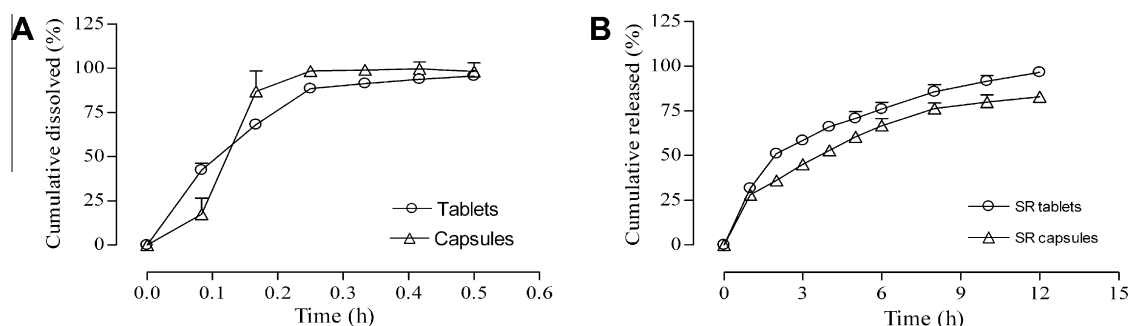 A
Cumulative dissolved (%)
125
100
75
50
25
0
Tablets
Capsules
0.0 0.1 0.2 0.3 0.4 0.5 0.6
Time (h)
B
Cumulative released (%)
125
100
75
50
25
0
SR tablets
SR capsules
0 3 6 9 12 15
Time (h)